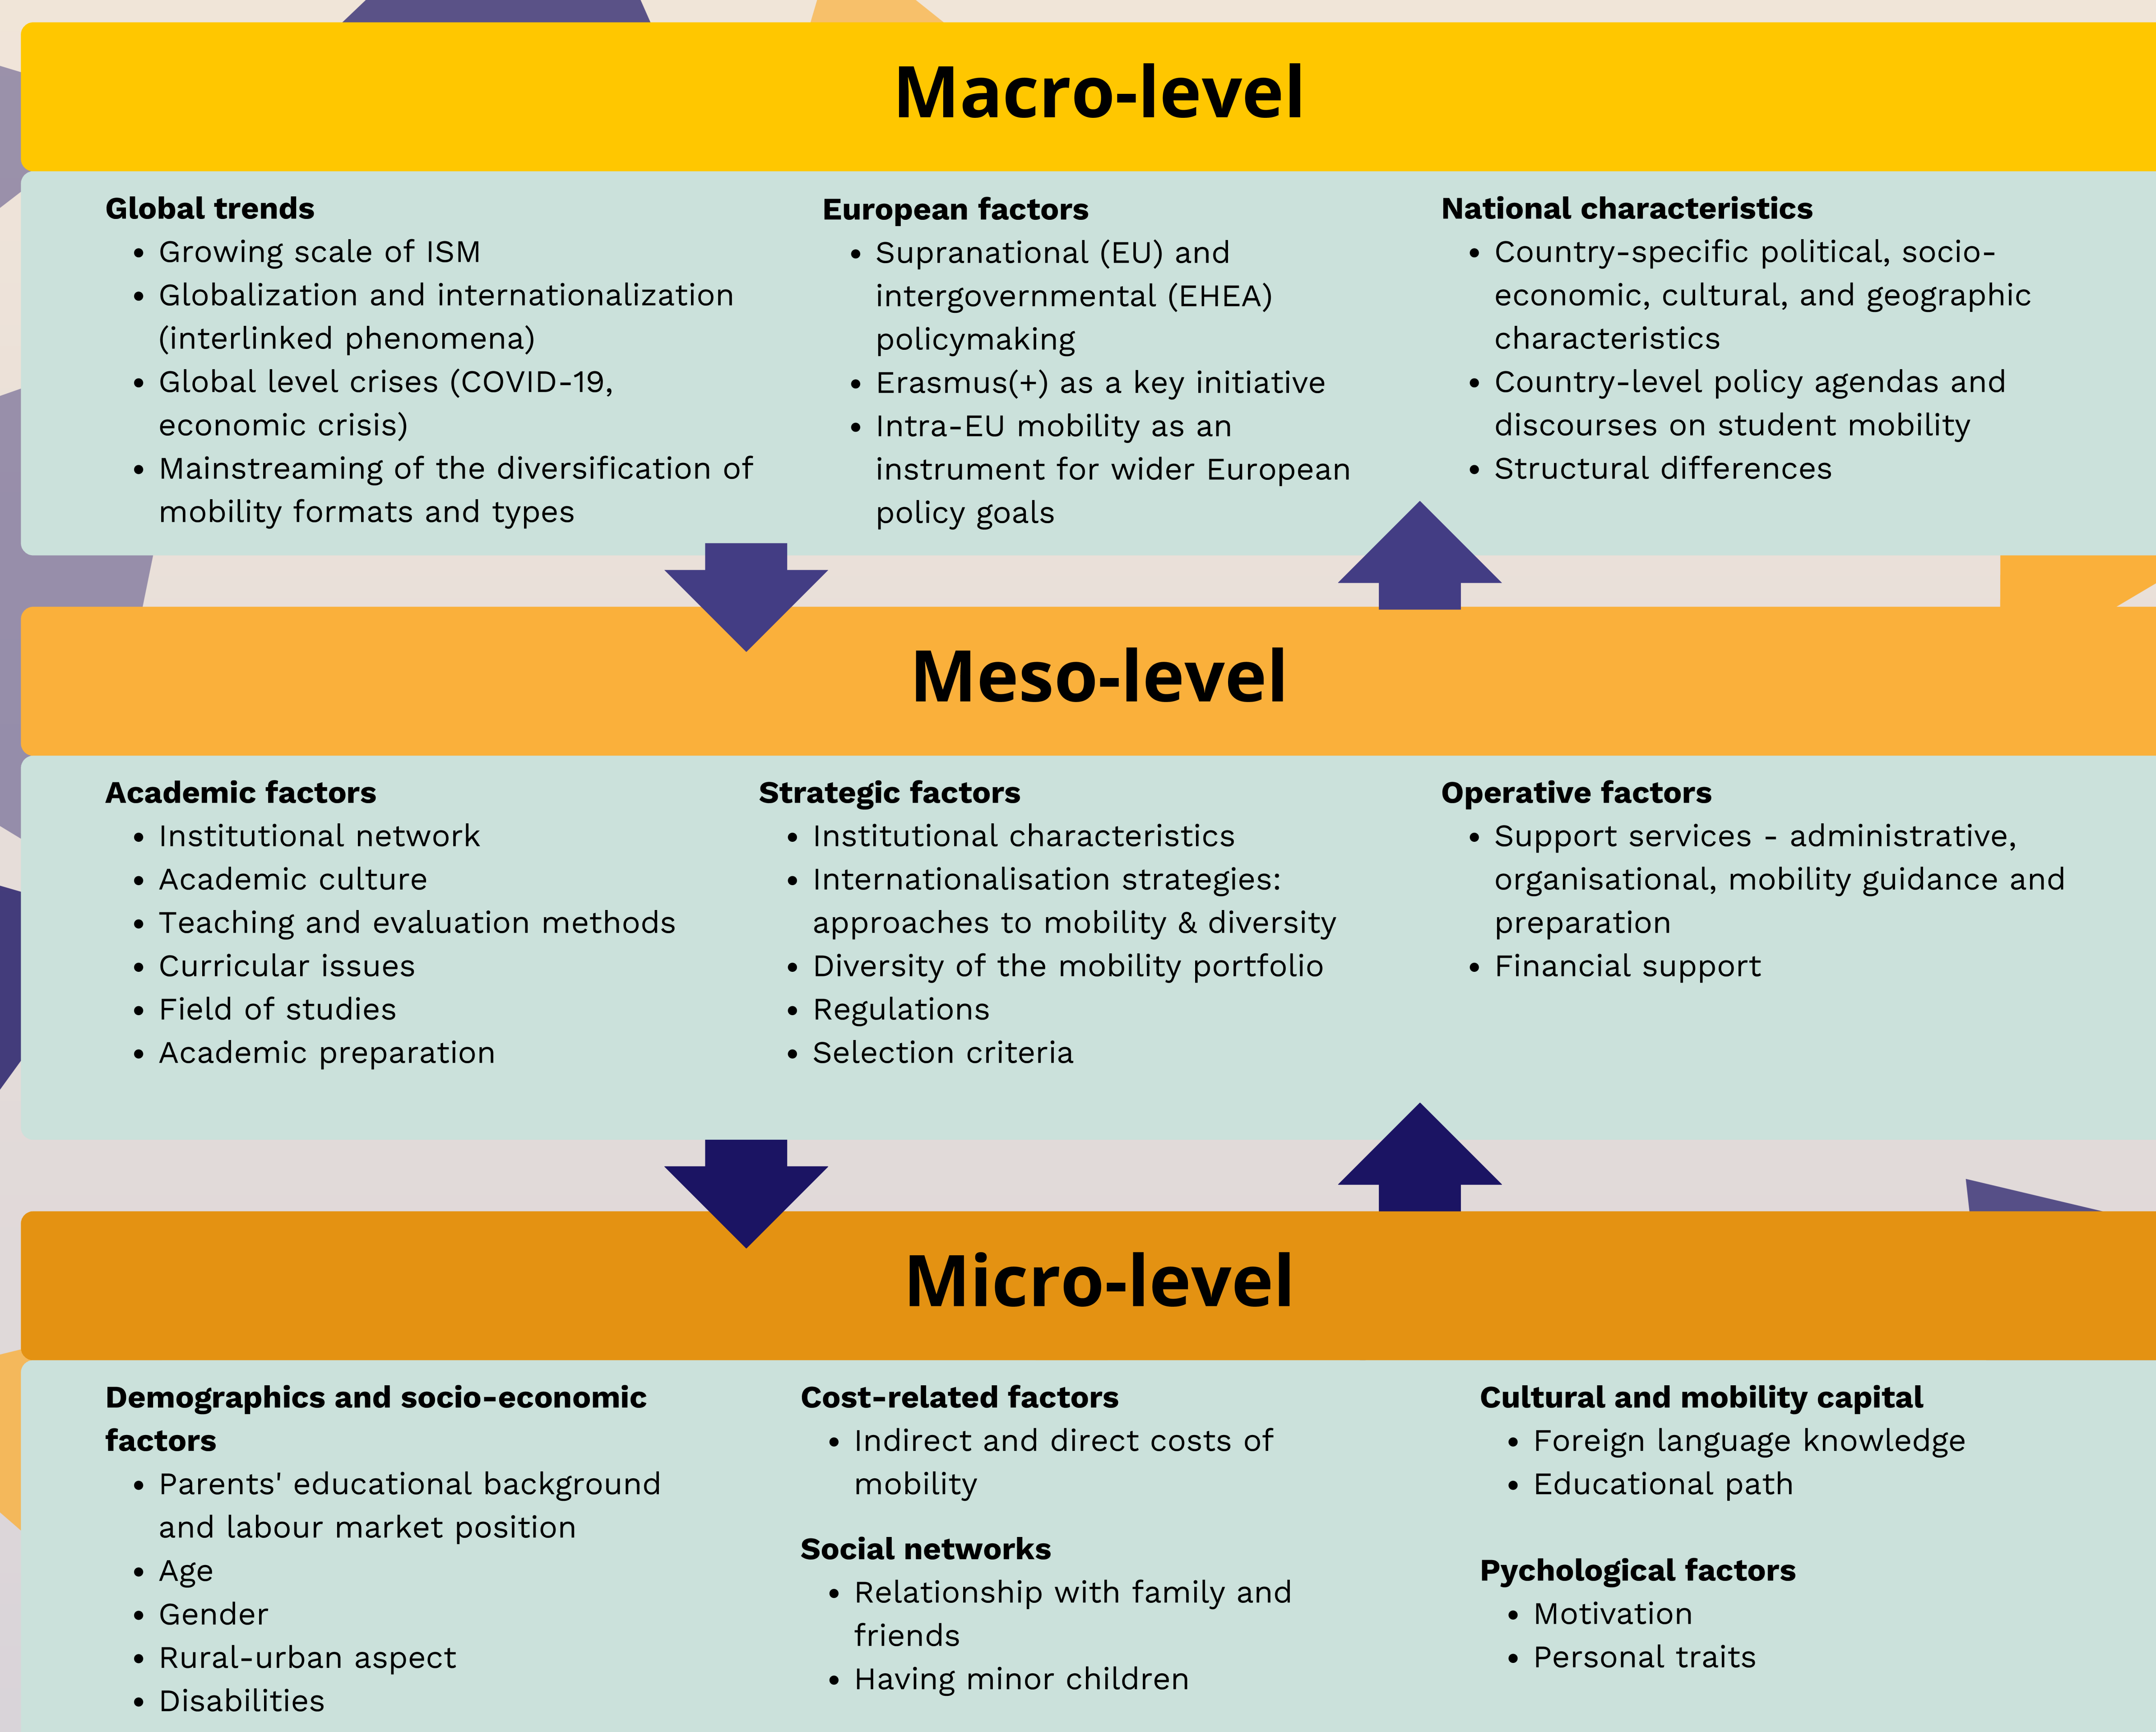 Macro-level
Global trends
• Growing scale of ISM
• Globalization and internationalization
(interlinked phenomena)
• Global level crises (COVID-19,
economic crisis)
• Mainstreaming of the diversification of
mobility formats and types
European factors
• Supranational (EU) and
intergovernmental (EHEA)
policymaking
• Erasmus(+) as a key initiative
• Intra-EU mobility as an
instrument for wider European
policy goals
National characteristics
• Country-specific political, socio-
economic, cultural, and geographic
characteristics
• Country-level policy agendas and
discourses on student mobility
• Structural differences
Meso-level
Academic factors
• Institutional network
• Academic culture
• Teaching and evaluation methods
• Curricular issues
• Field of studies
• Academic preparation
Strategic factors
• Institutional characteristics
• Internationalisation strategies:
approaches to mobility & diversity
• Diversity of the mobility portfolio
• Regulations
• Selection criteria
Operative factors
• Support services - administrative,
organisational, mobility guidance and
preparation
• Financial support
Micro-level
Demographics and socio-economic
factors
• Parents' educational background
and labour market position
• Age
• Gender
• Rural-urban aspect
• Disabilities
Cost-related factors
• Indirect and direct costs of
mobility
Social networks
• Relationship with family and
friends
• Having minor children
Cultural and mobility capital
• Foreign language knowledge
• Educational path
Pychological factors
• Motivation
• Personal traits